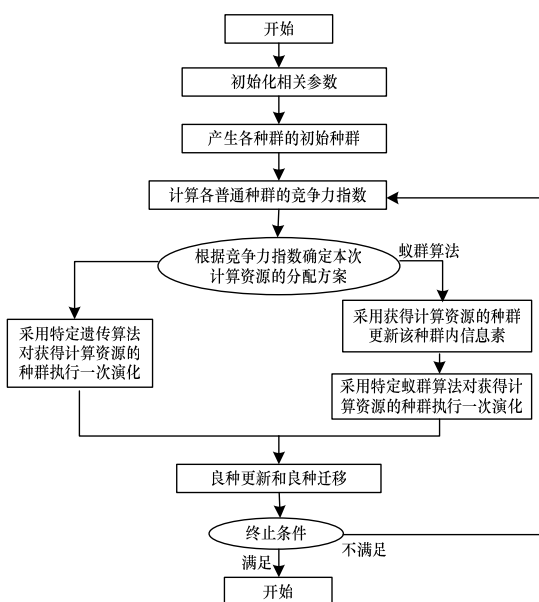 开始
初始化相关参数
产生各种群的初始种群
计算各普通种群的竞争力指数
根据竞争力指数确定本次
计算资源的分配方案
蚁群算法
采用特定遗传算法
对获得计算资源的
种群执行一次演化
采用获得计算资源的种群
更新该种群内信息素
采用特定蚁群算法对获得计
算资源的种群执行一次演化
良种更新和良种迁移
终止条件
不满足
满足
开始